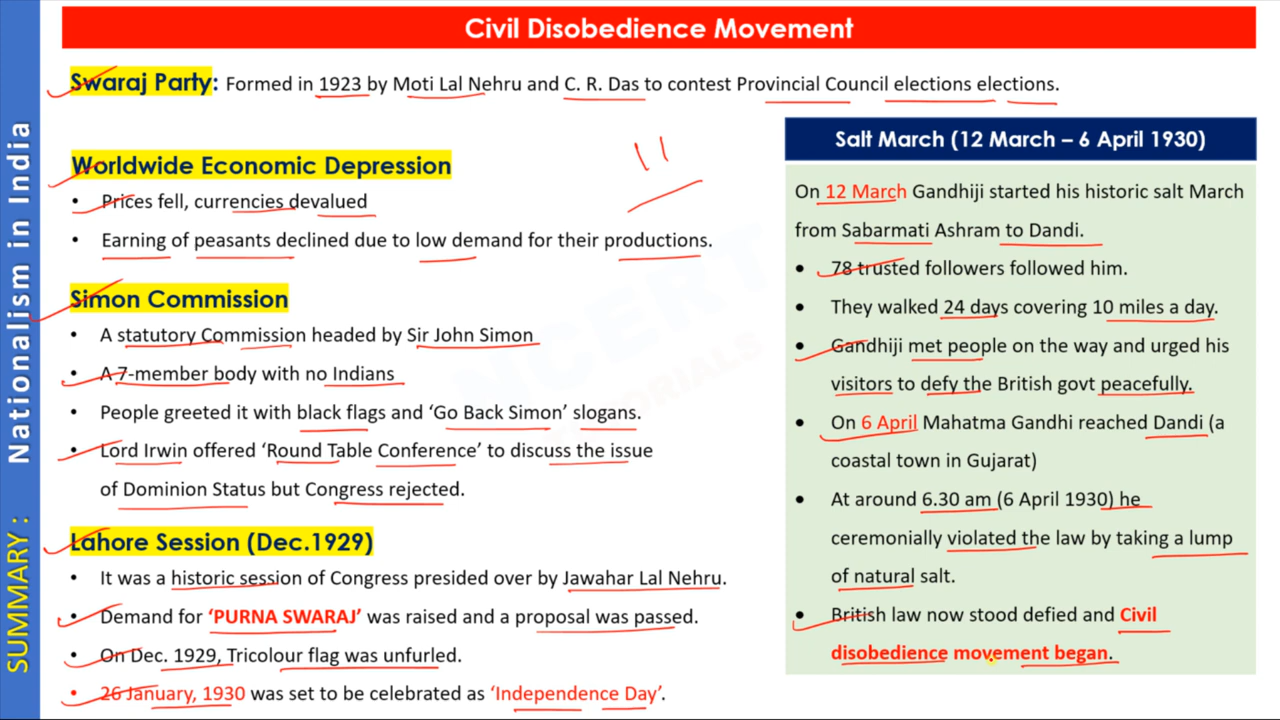 Civil Disobedience Movement
SUMMARY : Nationalism in India
Swaraj Party: Formed in 1923 by Moti Lal Nehru and C. R. Das to contest Provincial Council elections elections.
Worldwide Economic Depression
• Prices fell, currencies devalued
• Earning of peasants declined due to low demand for their productions.
11
Simon Commission
• A statutory Commission headed by Sir John Simon
• A 7-member body with no Indians
• People greeted it with black flags and ‘Go Back Simon’ slogans.
• Lord Irwin offered ‘Round Table Conference’ to discuss the issue
of Dominion Status but Congress rejected.
Lahore Session (Dec.1929)
• It was a historic session of Congress presided over by Jawahar Lal Nehru.
• Demand for ‘PURNA SWARAJ’ was raised and a proposal was passed.
• On Dec. 1929, Tricolour flag was unfurled.
• 26 January, 1930 was set to be celebrated as ‘Independence Day’.
Salt March (12 March – 6 April 1930)
On 12 March Gandhiji started his historic salt March
from Sabarmati Ashram to Dandi.
• 78 trusted followers followed him.
• They walked 24 days covering 10 miles a day.
• Gandhiji met people on the way and urged his
visitors to defy the British govt peacefully.
• On 6 April Mahatma Gandhi reached Dandi (a
coastal town in Gujarat)
• At around 6.30 am (6 April 1930) he
ceremonially violated the law by taking a lump
of natural salt.
• British law now stood defied and Civil
disobedience movement began.
NCERT
TUTORIALS